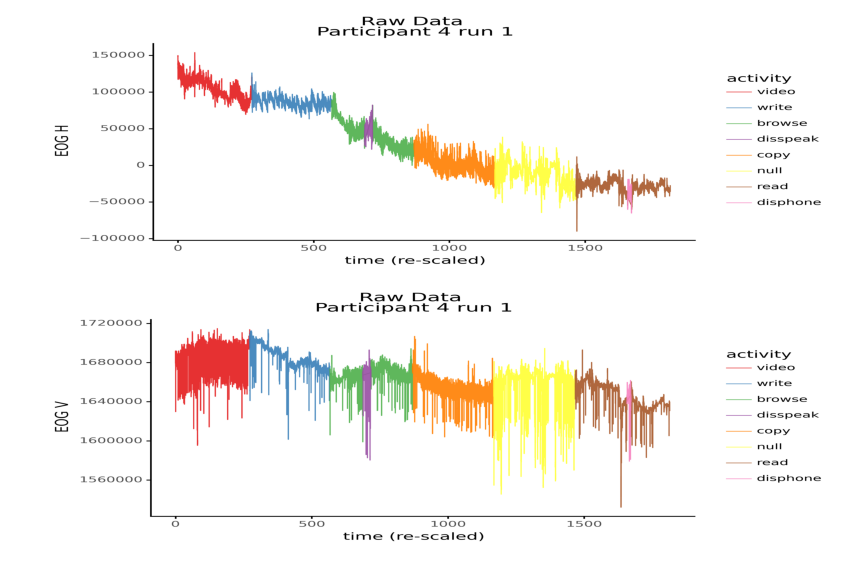 Raw Data
Participant 4 run 1
150000
100000
50000
0
−50000
−100000
EOG H
0 500 1000 1500
time (re-scaled)
activity
video
write
browse
disspeak
copy
null
read
disphone
Raw Data
Participant 4 run 1
1720000
1680000
1640000
1600000
1560000
EOG V
0 500 1000 1500
time (re-scaled)
activity
video
write
browse
disspeak
copy
null
read
disphone